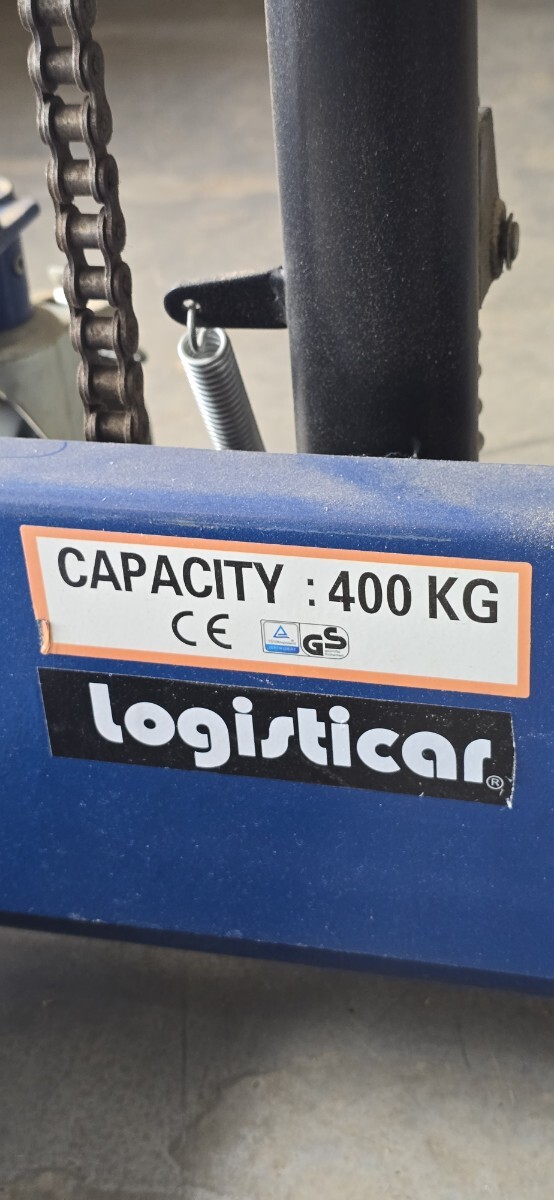 CAPACITY : 400 KG
CE GS
Logisticar®